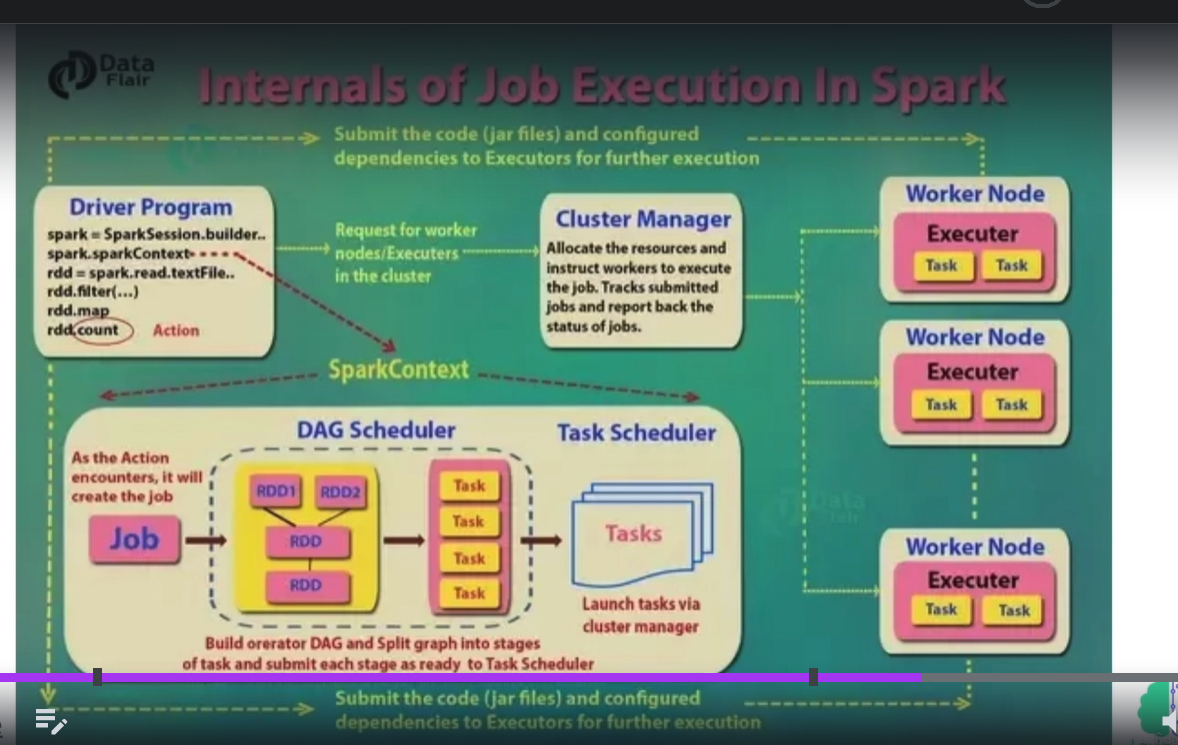 Data
Flair
Internals of Job Execution In Spark
Submit the code (jar files) and configured
dependencies to Executors for further execution
Driver Program
spark = SparkSession.builder..
spark.sparkContext
rdd = spark.read.textFile..
rdd.filter(...)
rdd.map
rdd.count
Action
Request for worker
nodes/Executers
in the cluster
Cluster Manager
Allocate the resources and
instruct workers to execute
the job. Tracks submitted
jobs and report back the
status of jobs.
Worker Node
Executer
Task Task
Worker Node
Executer
Task Task
Worker Node
Executer
Task Task
SparkContext
DAG Scheduler
Task Scheduler
As the Action
encounters, it will
create the job
Job
RDD1 RDD2
RDD
RDD
Task
Task
Task
Task
Tasks
Launch tasks via
cluster manager
Build orerator DAG and Split graph into stages
of task and submit each stage as ready to Task Scheduler
Data
Flair
Submit the code (jar files) and configured
dependencies to Executors for further execution